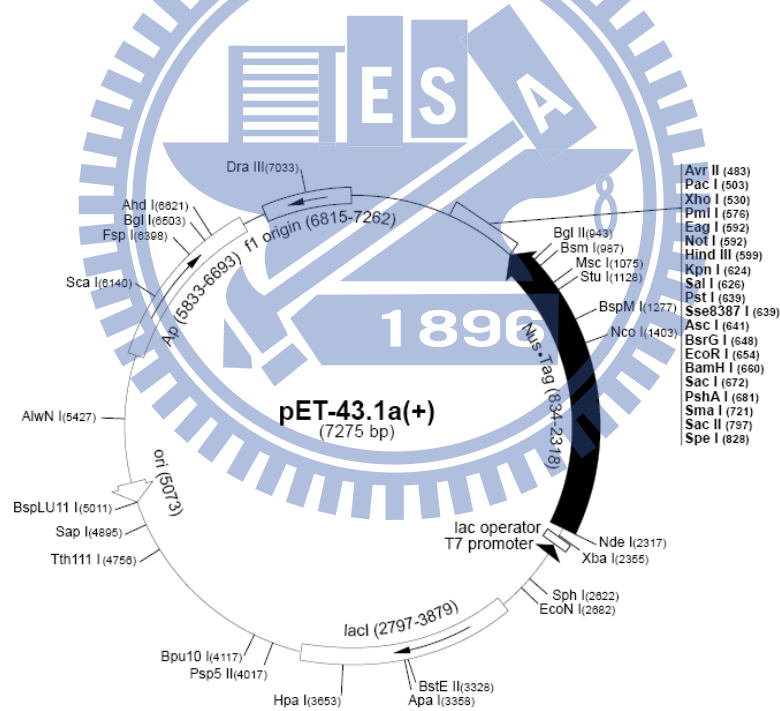 E S A
1896
Dra III(7033)
f1 origin (6815-7262)
Ahd I(6621)
Bgl I(6503)
Fsp I(6398)
Sca I(6140)
Ap (5833-6693)
AlwN I(5427)
ori (5073)
BspLU11 I(5011)
Sap I(4895)
Tth111 I(4756)
Bpu10 I(4117)
Psp5 II(4017)
Hpa I(3653)
lacI (2797-3879)
BstE II(3328)
Apa I(3358)
Sph I(2622)
EcoN I(2682)
lac operator
T7 promoter
Nde I(2317)
Xba I(2355)
pET-43.1a(+)
(7275 bp)
Nus•Tag (834-2318)
Bgl II(943)
Bsm I(987)
Msc I(1075)
Stu I(1128)
BspM I(1277)
Nco I(1403)
Avr II (483)
Pac I (503)
Xho I (530)
Pml I (576)
Eag I (592)
Not I (592)
Hind III (599)
Kpn I (624)
Sal I (626)
Pst I (639)
Sse8387 I (639)
Asc I (641)
BsrG I (648)
EcoR I (654)
BamH I (660)
Sac I (672)
PshA I (681)
Sma I (721)
Sac II (797)
Spe I (828)